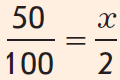 50/100 = x/2